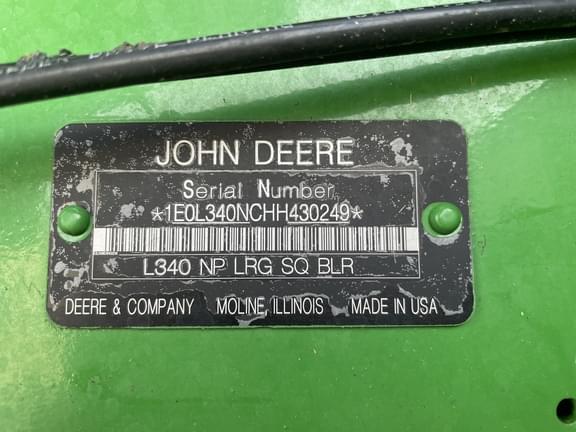 JOHN DEERE
Serial Number
*1E0L340NCHH430249*
L340 NP LRG SQ BLR
DEERE & COMPANY MOLINE, ILLINOIS MADE IN USA